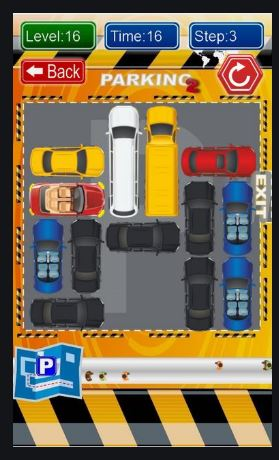 Level:16 Time:16 Step:3
Back
PARKING 2
EXIT
P